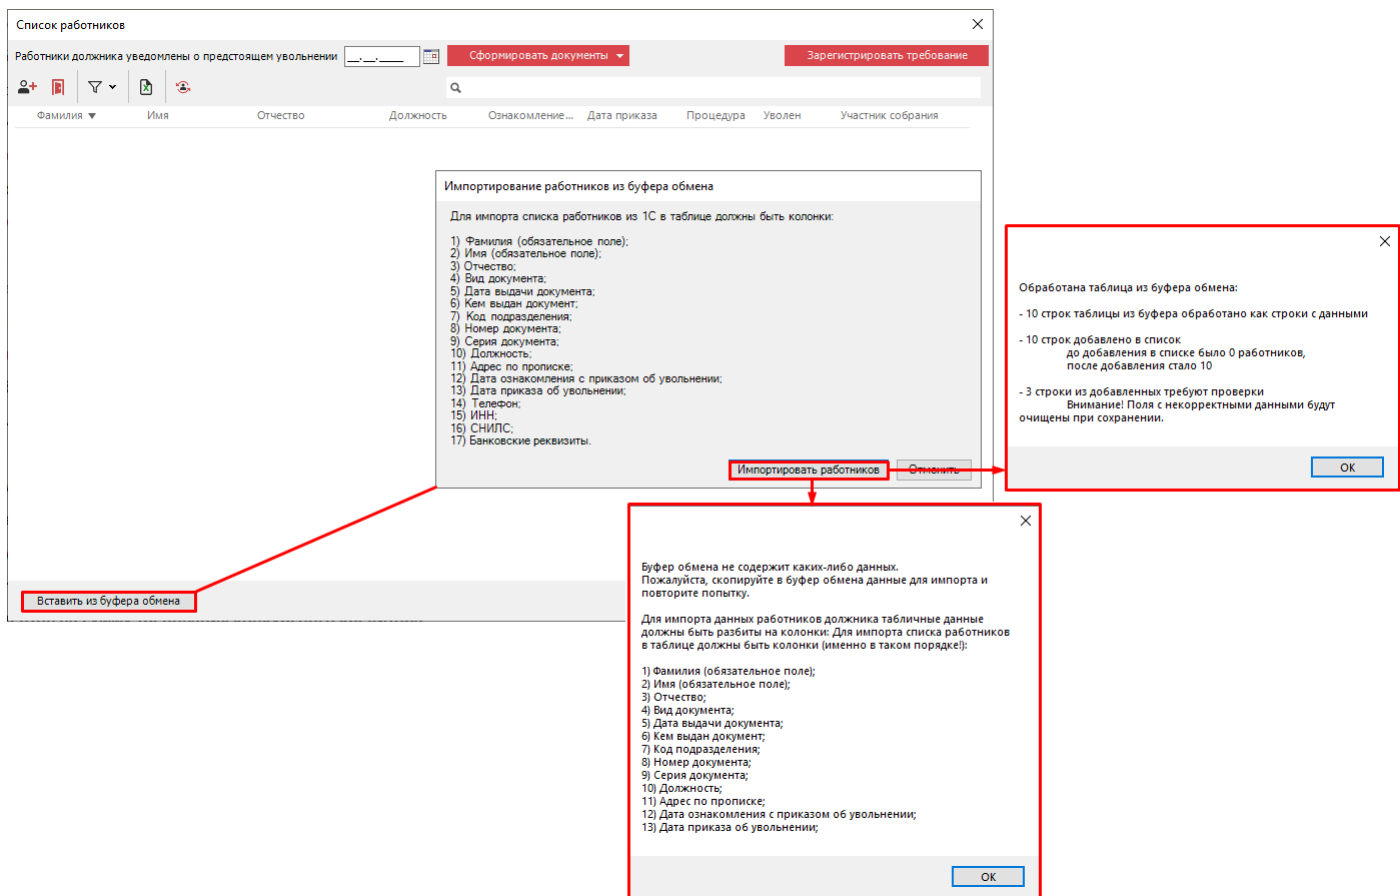 Список работников
Работники должника уведомлены о предстоящем увольнении __.__.____ Сформировать документы Зарегистрировать требование
Фамилия Имя Отчество Должность Ознакомление... Дата приказа Процедура Уволен Участник собрания
Импортирование работников из буфера обмена
Для импорта списка работников из 1С в таблице должны быть колонки:
1) Фамилия (обязательное поле);
2) Имя (обязательное поле);
3) Отчество;
4) Вид документа;
5) Дата выдачи документа;
6) Кем выдан документ;
7) Код подразделения;
8) Номер документа;
9) Серия документа;
10) Должность;
11) Адрес по прописке;
12) Дата ознакомления с приказом об увольнении;
13) Дата приказа об увольнении;
14) Телефон;
15) ИНН;
16) СНИЛС;
17) Банковские реквизиты.
Импортировать работников Отменить
Обработана таблица из буфера обмена:
- 10 строк таблицы из буфера обработано как строки с данными
- 10 строк добавлено в список
до добавления в списке было 0 работников,
после добавления стало 10
- 3 строки из добавленных требуют проверки
Внимание! Поля с некорректными данными будут
очищены при сохранении.
OK
Вставить из буфера обмена
Буфер обмена не содержит каких-либо данных.
Пожалуйста, скопируйте в буфер обмена данные для импорта и
повторите попытку.
Для импорта данных работников должника табличные данные
должны быть разбиты на колонки: Для импорта списка работников
в таблице должны быть колонки (именно в таком порядке!):
1) Фамилия (обязательное поле);
2) Имя (обязательное поле);
3) Отчество;
4) Вид документа;
5) Дата выдачи документа;
6) Кем выдан документ;
7) Код подразделения;
8) Номер документа;
9) Серия документа;
10) Должность;
11) Адрес по прописке;
12) Дата ознакомления с приказом об увольнении;
13) Дата приказа об увольнении;
OK